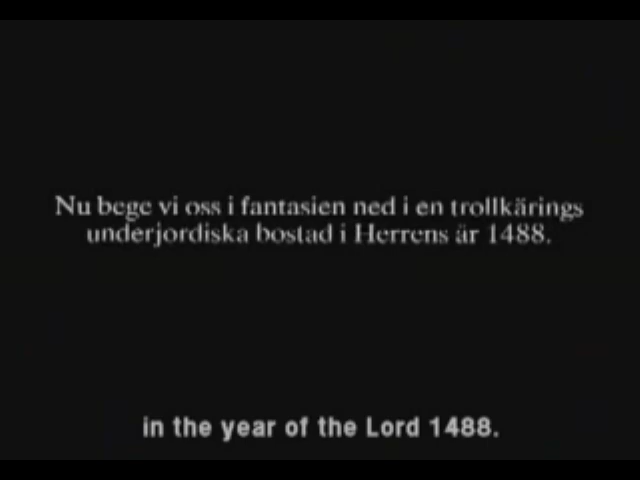 Nu bege vi oss i fantasien ned i en trollkärings
underjordiska bostad i Herrens år 1488.
in the year of the Lord 1488.